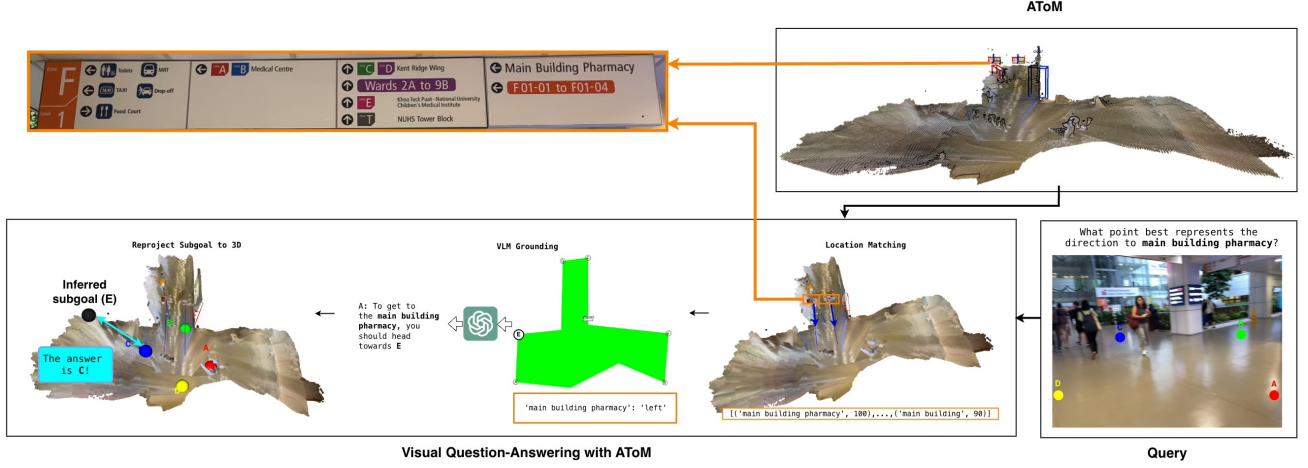 AToM
ZONE
F
Level
1
Toilets
MRT
TAXI
TAXI
Drop-off
Food Court
A
B
Medical Centre
C
D
Kent Ridge Wing
Wards 2A to 9B
E
Khoo Teck Puat - National University
Children's Medical Institute
T
NUHS Tower Block
Main Building Pharmacy
F01-01 to F01-04
Reproject Subgoal to 3D
Inferred
subgoal (E)
The answer
is C!
B
C
A
D
VLM Grounding
A: To get to
the main building
pharmacy, you
should head
towards E
E
'main building pharmacy': 'left'
Location Matching
[('main building pharmacy', 100),...,('main building', 90)]
What point best represents the
direction to main building pharmacy?
C
B
D
A
Visual Question-Answering with AToM
Query